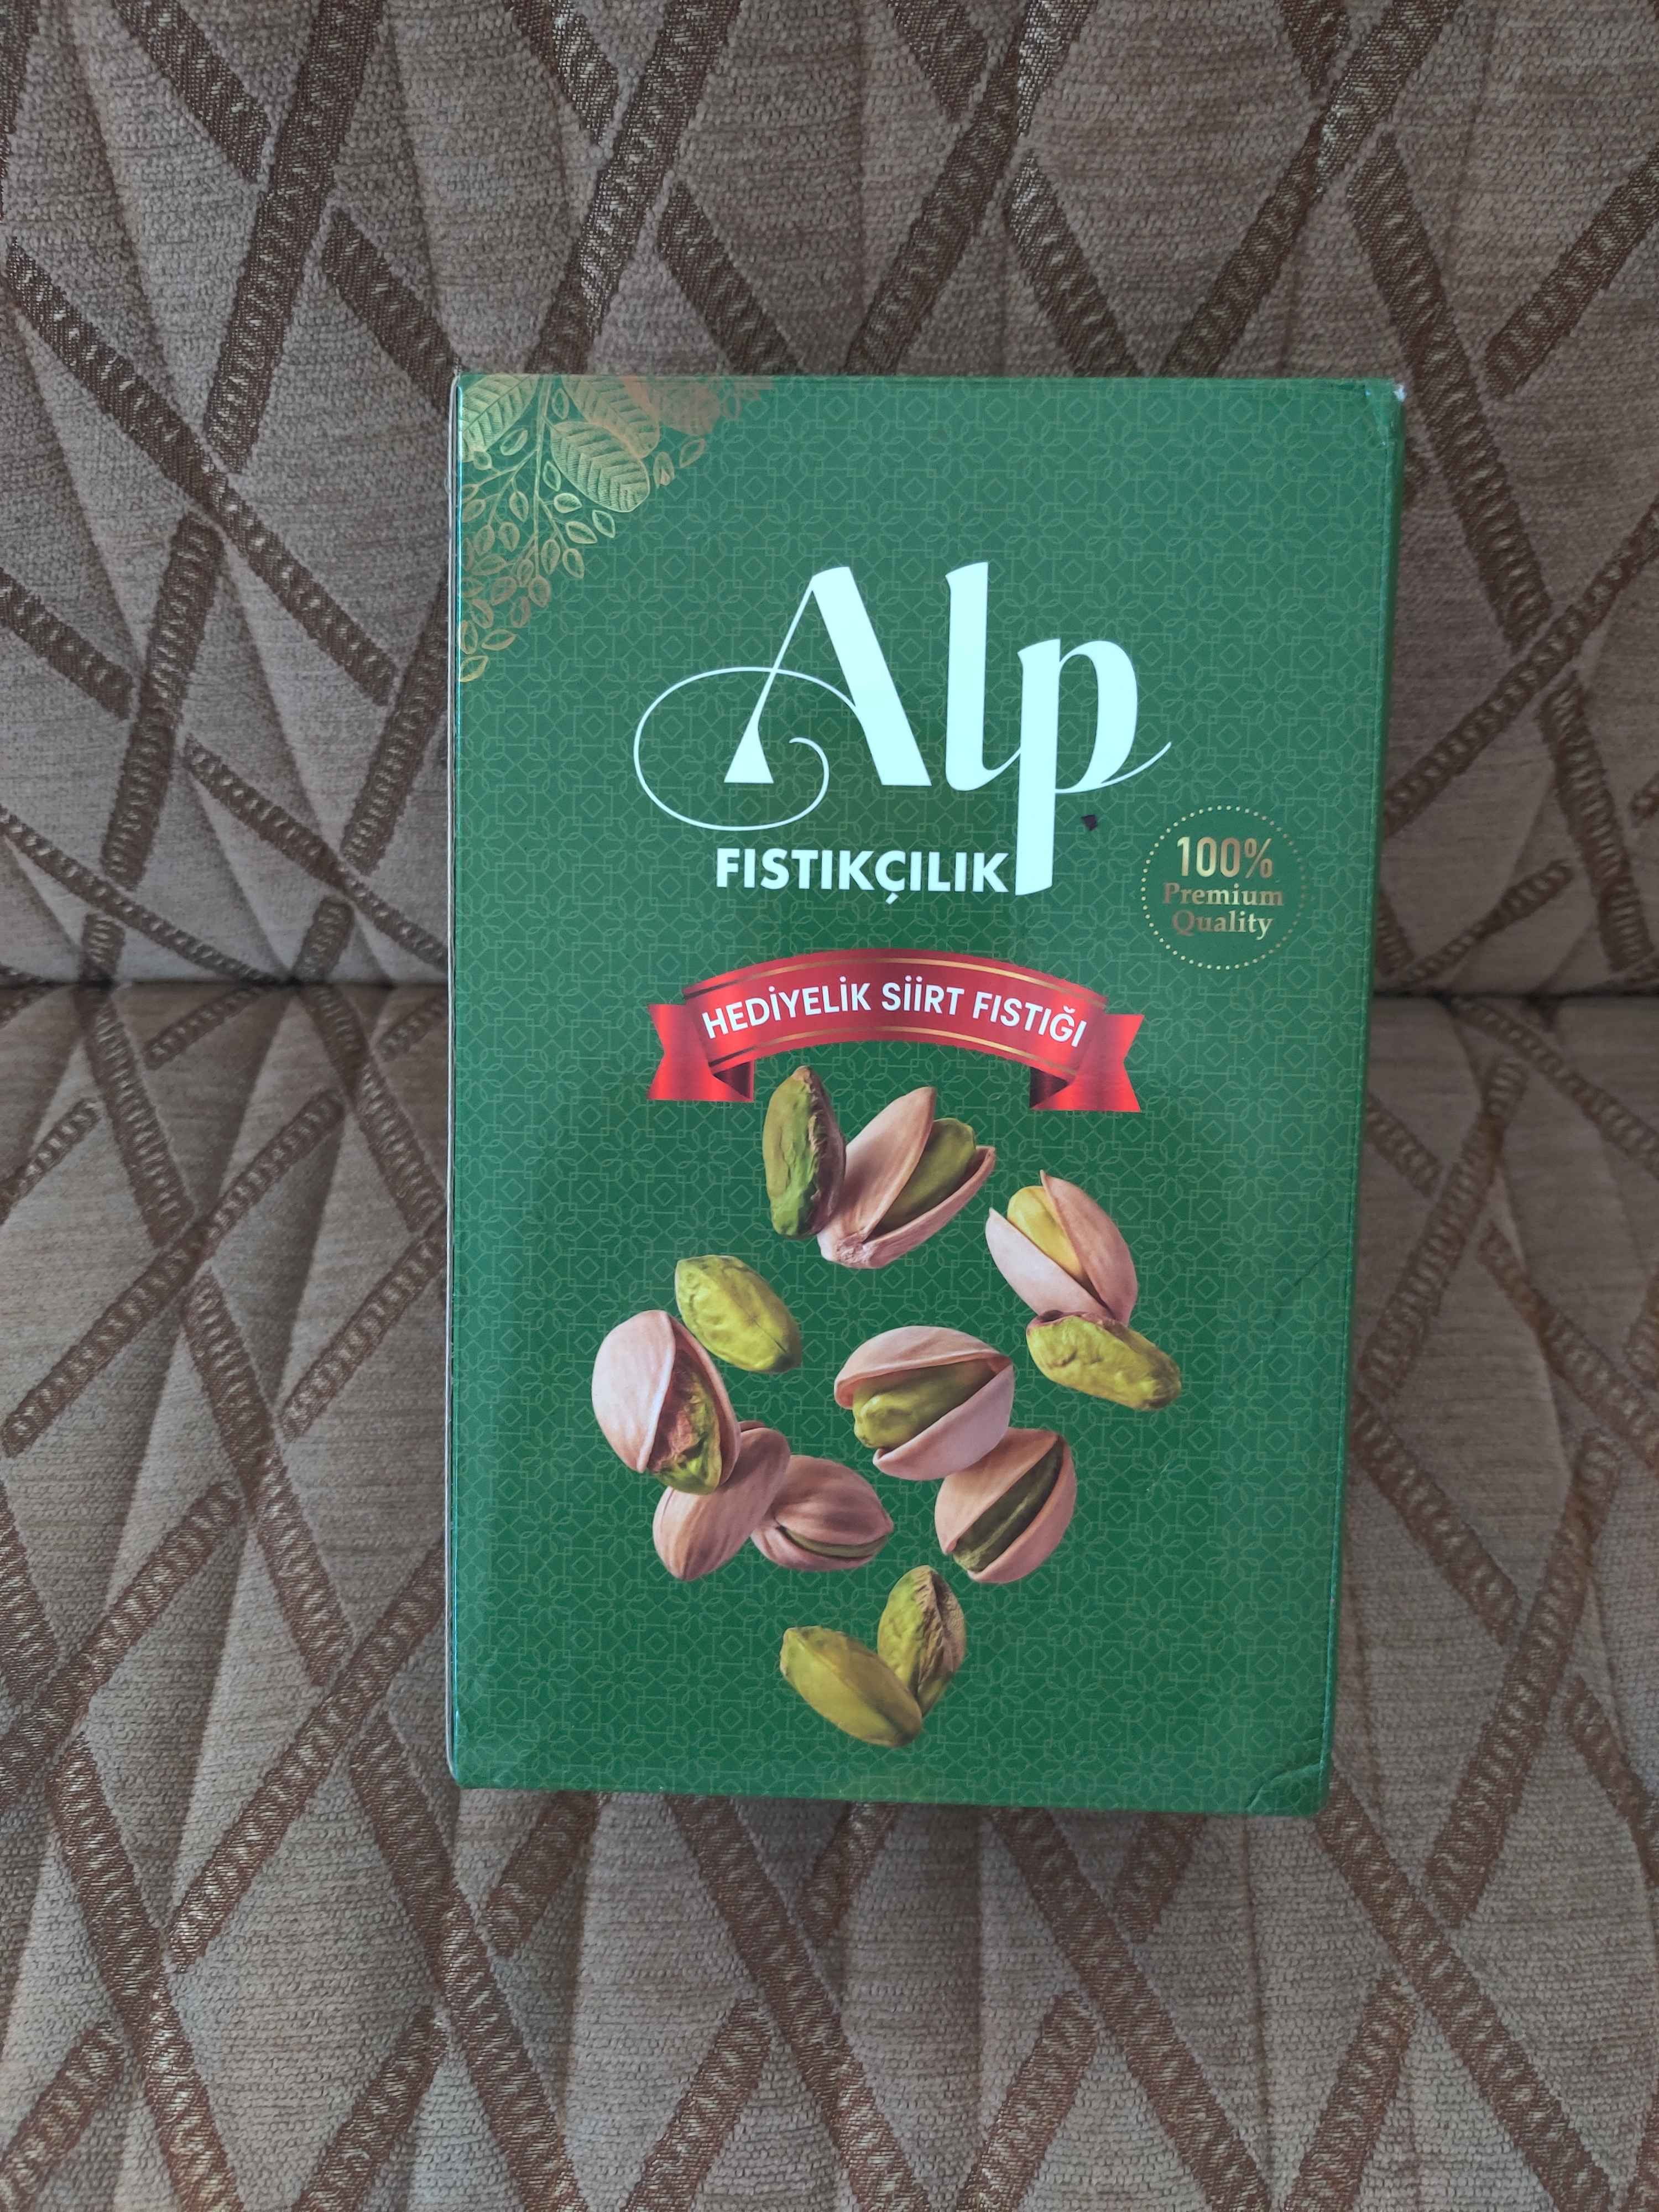 Alp
FISTIKÇILIK
100%
Premium
Quality
HEDİYELİK SİİRT FISTIĞI